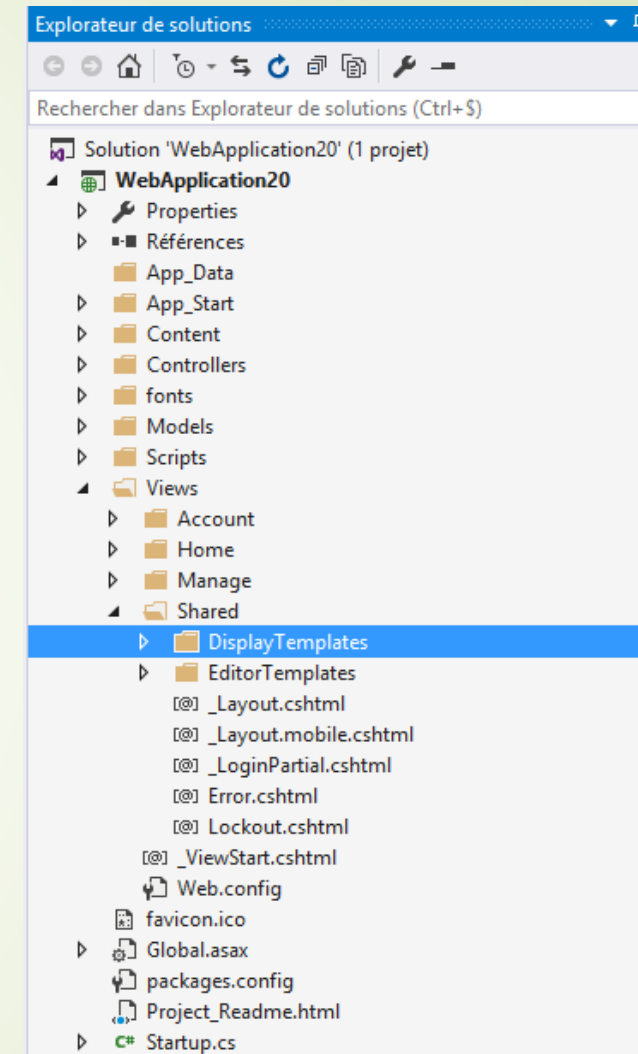 Explorateur de solutions
Rechercher dans Explorateur de solutions (Ctrl+$)
Solution 'WebApplication20' (1 projet)
WebApplication20
Properties
Références
App_Data
App_Start
Content
Controllers
fonts
Models
Scripts
Views
Account
Home
Manage
Shared
DisplayTemplates
EditorTemplates
[@] _Layout.cshtml
[@] _Layout.mobile.cshtml
[@] _LoginPartial.cshtml
[@] Error.cshtml
[@] Lockout.cshtml
[@] _ViewStart.cshtml
Web.config
favicon.ico
Global.asax
packages.config
Project_Readme.html
C# Startup.cs